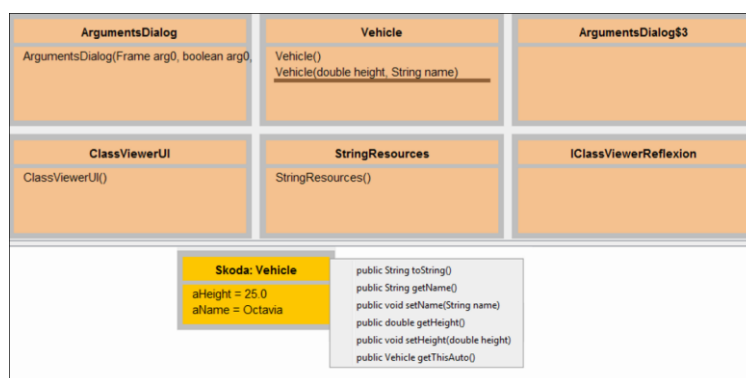 ArgumentsDialog
ArgumentsDialog(Frame arg0, boolean arg0,
Vehicle
Vehicle()
Vehicle(double height, String name)
ArgumentsDialog$3
ClassViewerUI
ClassViewerUI()
StringResources
StringResources()
IClassViewerReflexion
Skoda: Vehicle
aHeight = 25.0
aName = Octavia
public String toString()
public String getName()
public void setName(String name)
public double getHeight()
public void setHeight(double height)
public Vehicle getThisAuto()